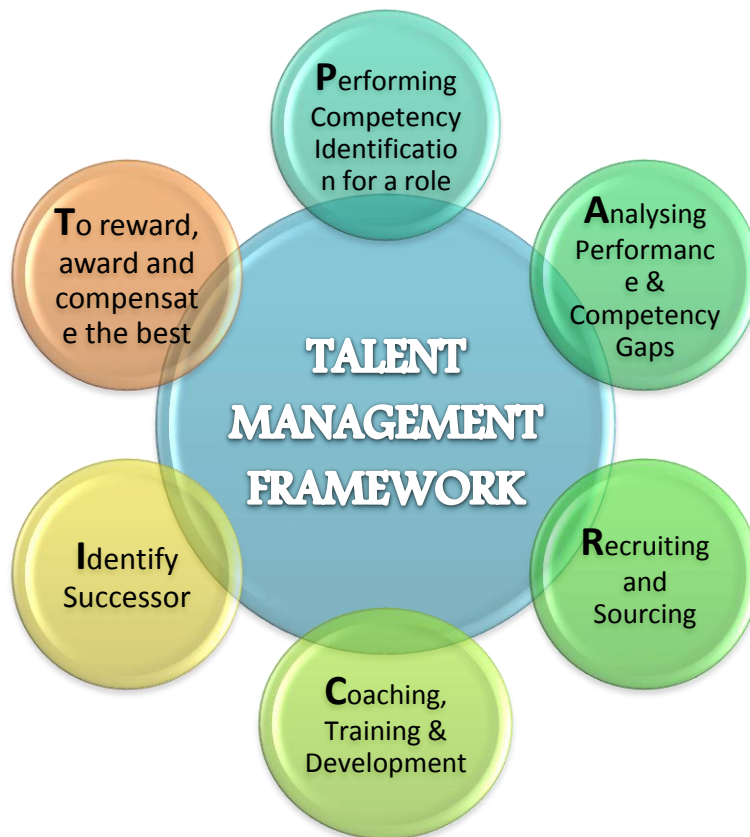 Performing
Competency
Identificatio
n for a role
Analysing
Performanc
e &
Competency
Gaps
Recruiting
and
Sourcing
Coaching,
Training &
Development
Identify
Successor
To reward,
award and
compensat
e the best
TALENT
MANAGEMENT
FRAMEWORK